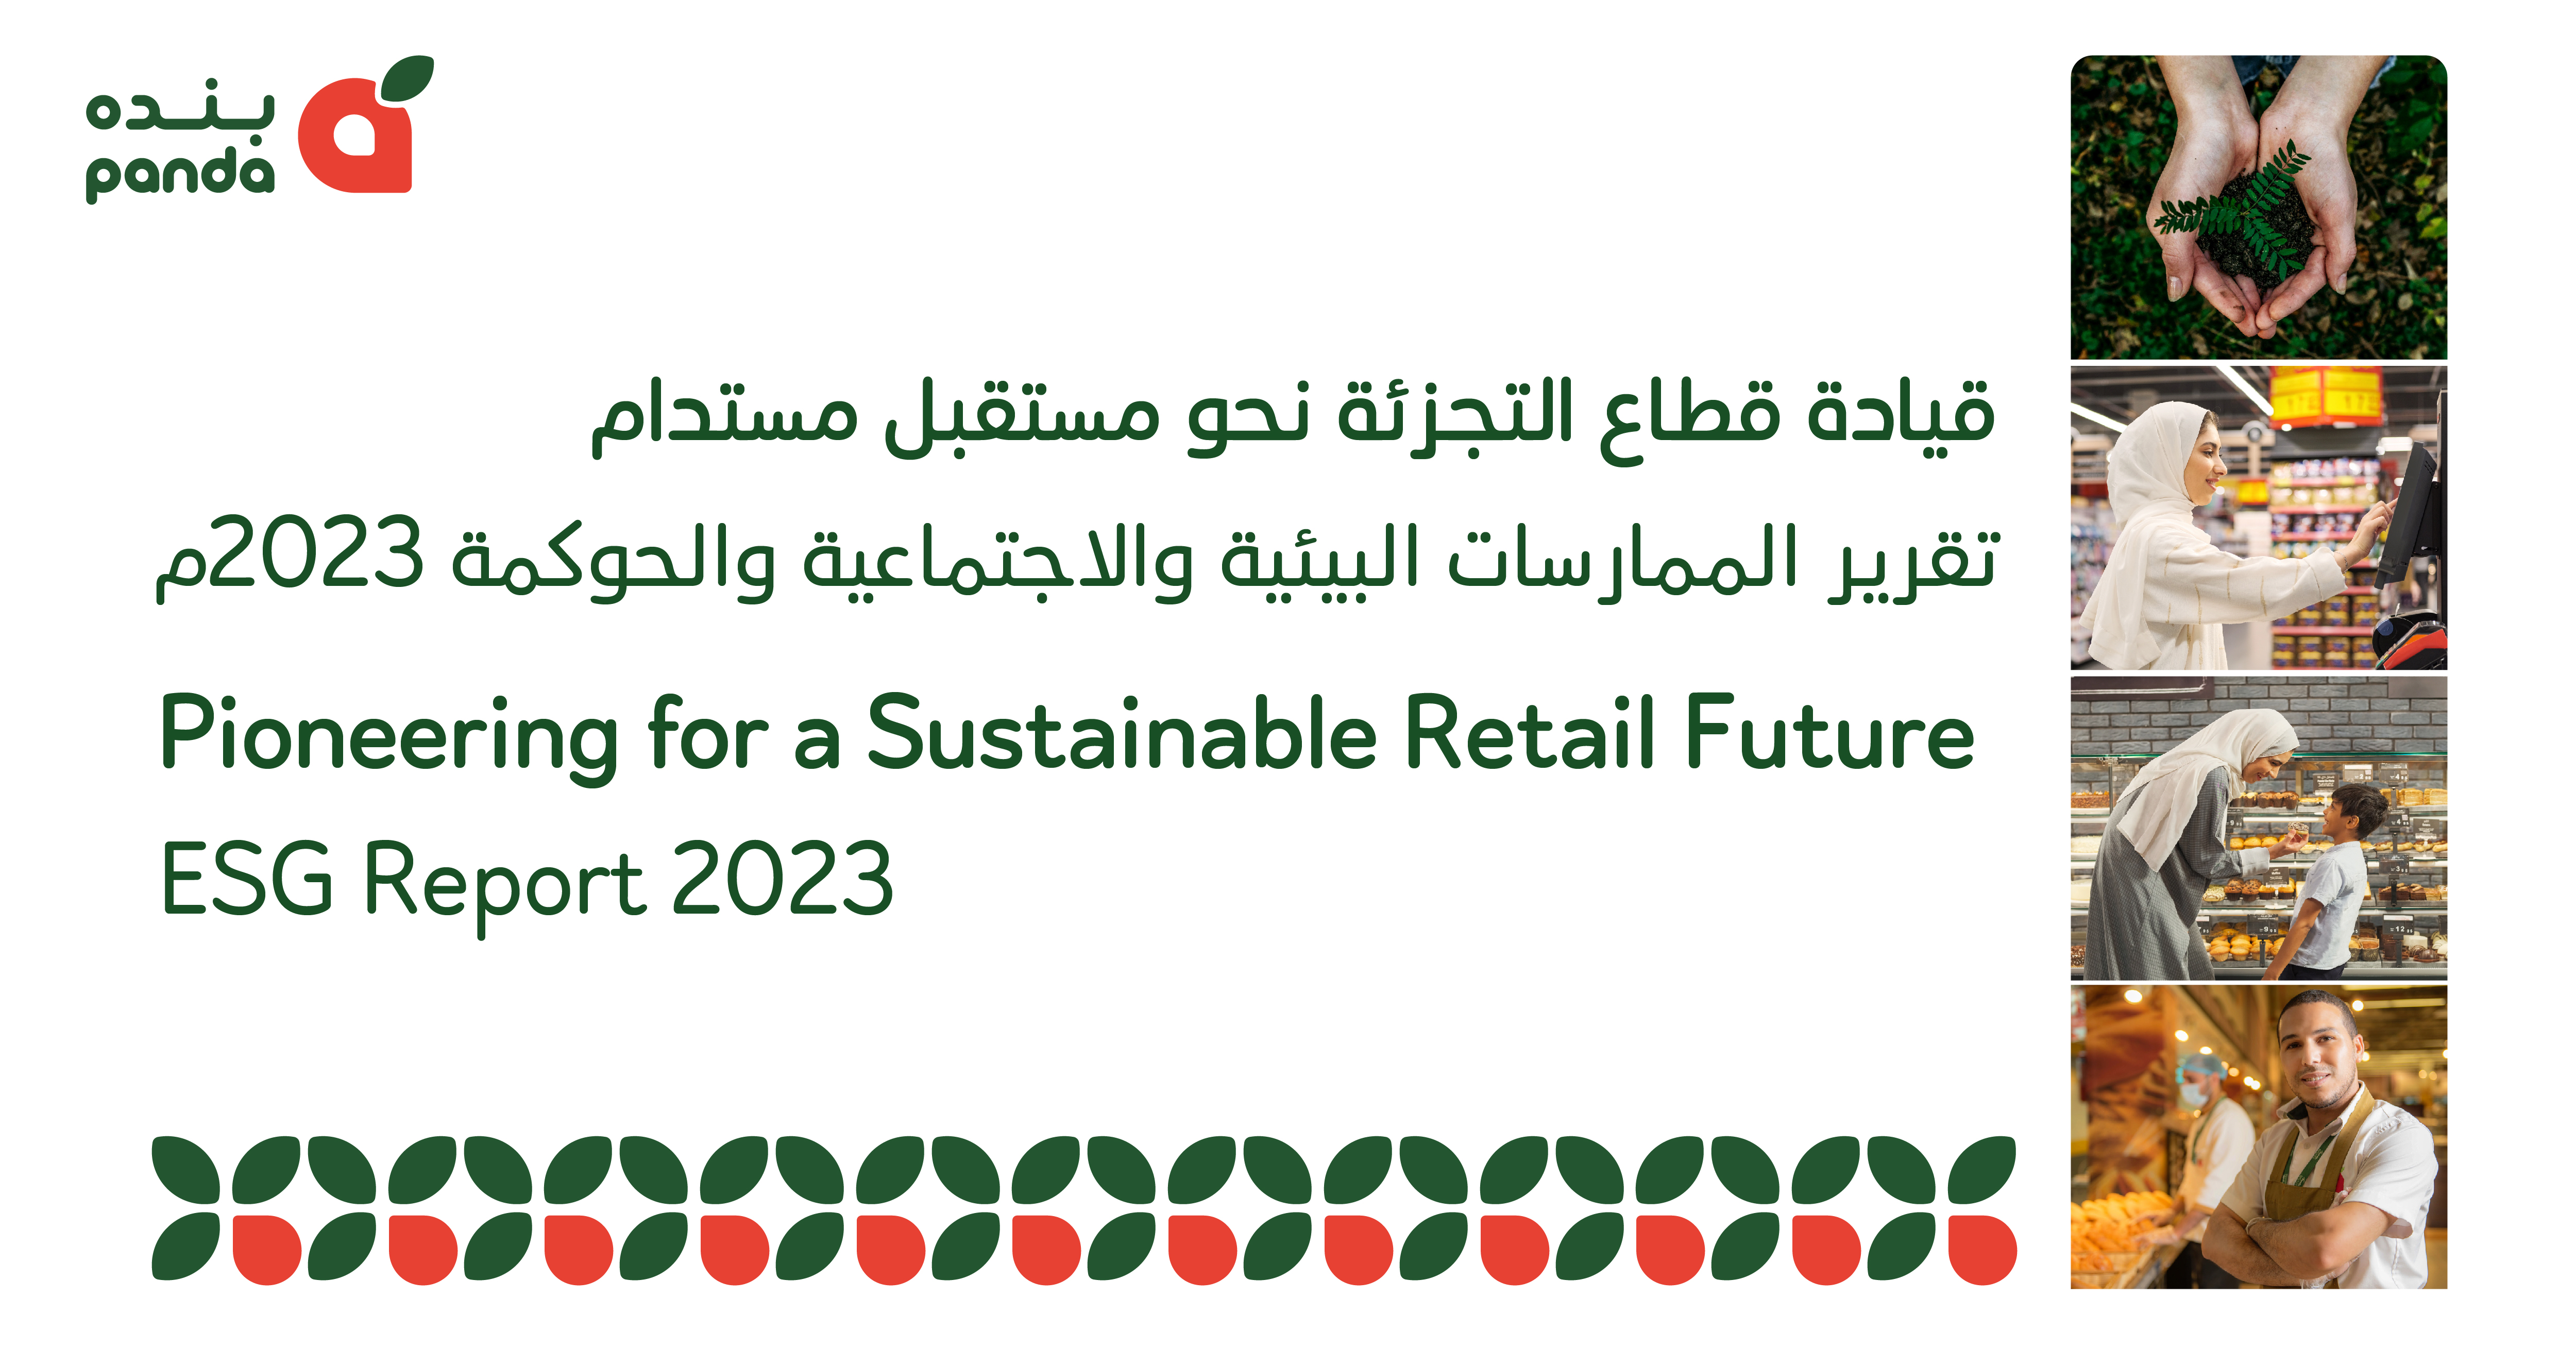 بنده
panda
قيادة قطاع التجزئة نحو مستقبل مستدام
تقرير الممارسات البيئية والاجتماعية والحوكمة 2023م
Pioneering for a Sustainable Retail Future
ESG Report 2023